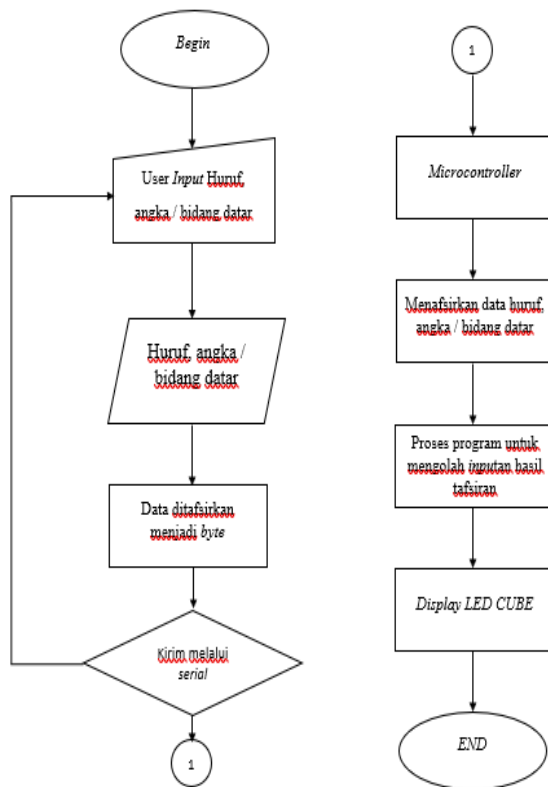 Begin
User Input Huruf,
angka / bidang datar
Huruf, angka /
bidang datar
Data ditafsirkan
menjadi byte
Kirim melalui
serial
1
1
Microcontroller
Menafsirkan data huruf,
angka / bidang datar
Proses program untuk
mengolah inputan hasil
tafsiran
Display LED CUBE
END